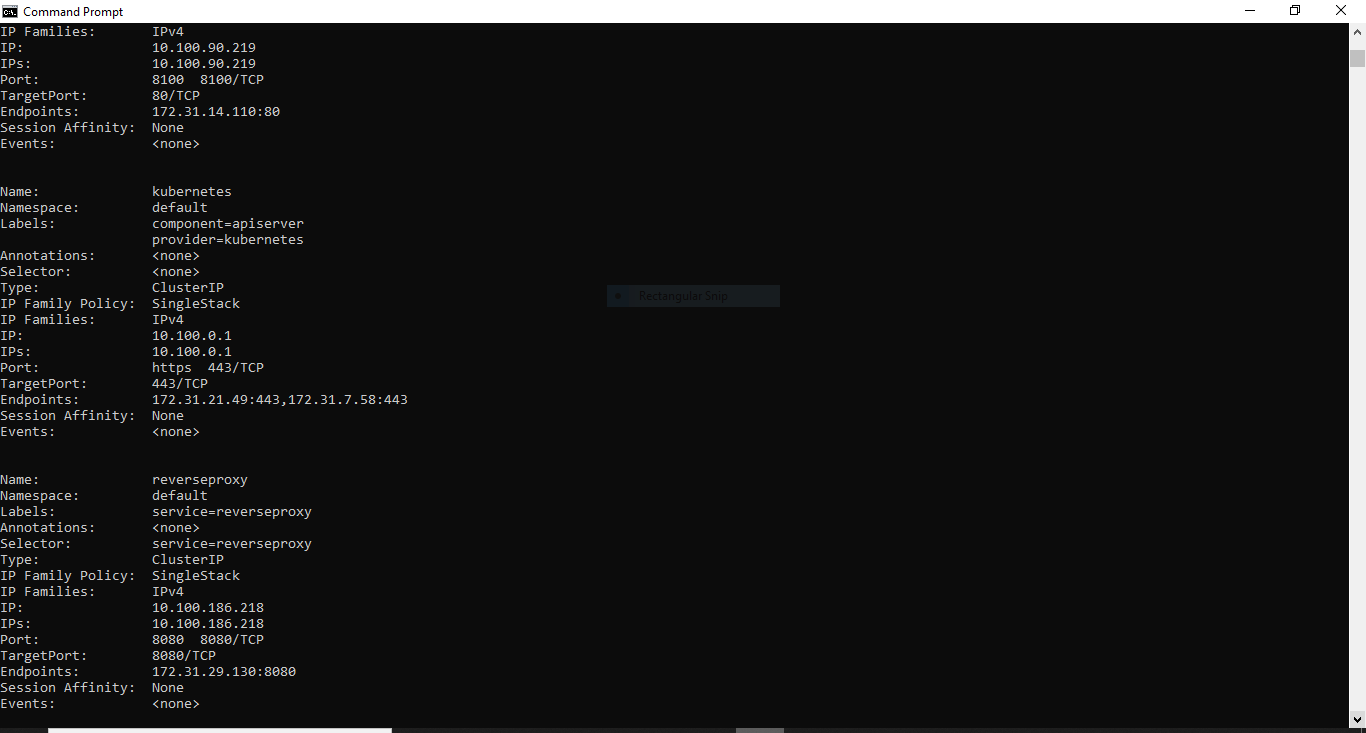 Command Prompt
IP Families:       IPv4
IP:                10.100.90.219
IPs:               10.100.90.219
Port:              8100  8100/TCP
TargetPort:        80/TCP
Endpoints:         172.31.14.110:80
Session Affinity:  None
Events:            <none>
Name:              kubernetes
Namespace:         default
Labels:            component=apiserver
                   provider=kubernetes
Annotations:       <none>
Selector:          <none>
Type:              ClusterIP
IP Family Policy:  SingleStack
IP Families:       IPv4
IP:                10.100.0.1
IPs:               10.100.0.1
Port:              https  443/TCP
TargetPort:        443/TCP
Endpoints:         172.31.21.49:443,172.31.7.58:443
Session Affinity:  None
Events:            <none>
Rectangular Snip
Name:              reverseproxy
Namespace:         default
Labels:            service=reverseproxy
Annotations:       <none>
Selector:          service=reverseproxy
Type:              ClusterIP
IP Family Policy:  SingleStack
IP Families:       IPv4
IP:                10.100.186.218
IPs:               10.100.186.218
Port:              8080  8080/TCP
TargetPort:        8080/TCP
Endpoints:         172.31.29.130:8080
Session Affinity:  None
Events:            <none>